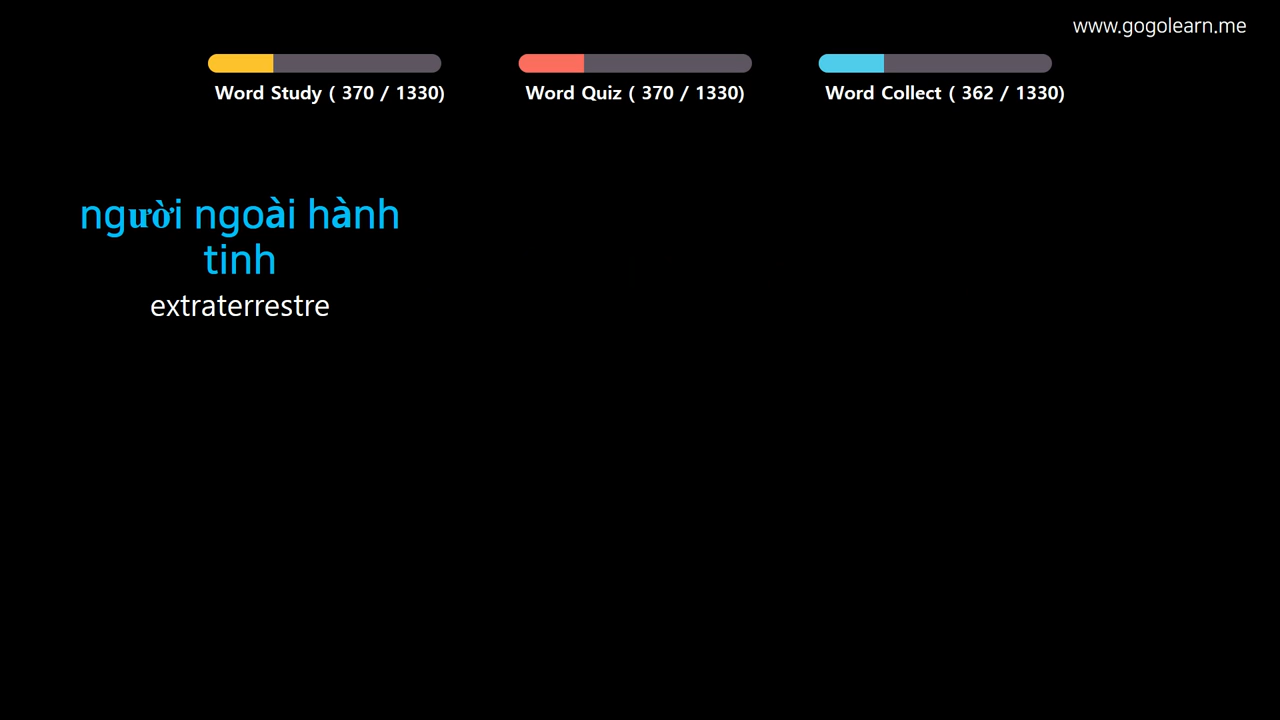 www.gogolearn.me
Word Study ( 370 / 1330)
Word Quiz ( 370 / 1330)
Word Collect ( 362 / 1330)
người ngoài hành
tinh
extraterrestre